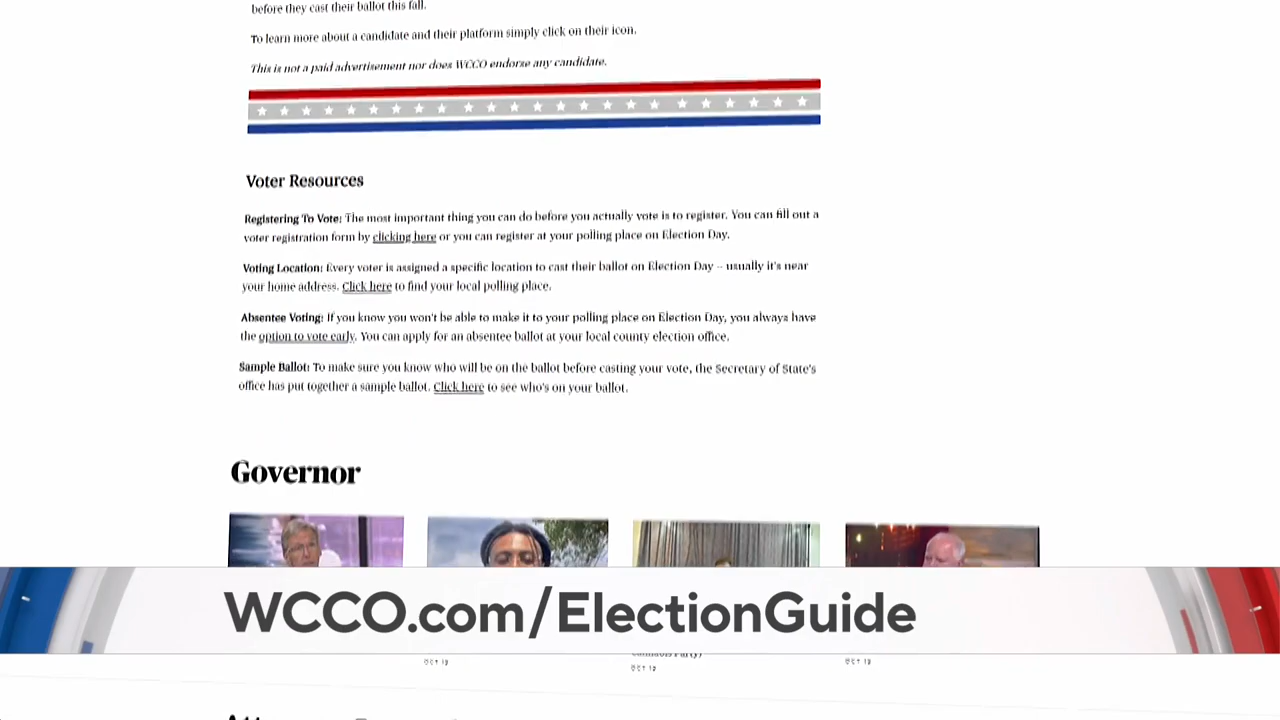 before they cast their ballot this fall.
To learn more about a candidate and their platform simply click on their icon.
This is not a paid advertisement nor does WCCO endorse any candidate.
Voter Resources
Registering To Vote: The most important thing you can do before you actually vote is to register. You can fill out a
voter registration form by clicking here or you can register at your polling place on Election Day.
Voting Location: Every voter is assigned a specific location to cast their ballot on Election Day – usually it's near
your home address. Click here to find your local polling place.
Absentee Voting: If you know you won't be able to make it to your polling place on Election Day, you always have
the option to vote early. You can apply for an absentee ballot at your local county election office.
Sample Ballot: To make sure you know who will be on the ballot before casting your vote, the Secretary of State's
office has put together a sample ballot. Click here to see who's on your ballot.
Governor
WCCO.com/ElectionGuide
Party)
OCT 19
OCT 19
OCT 19